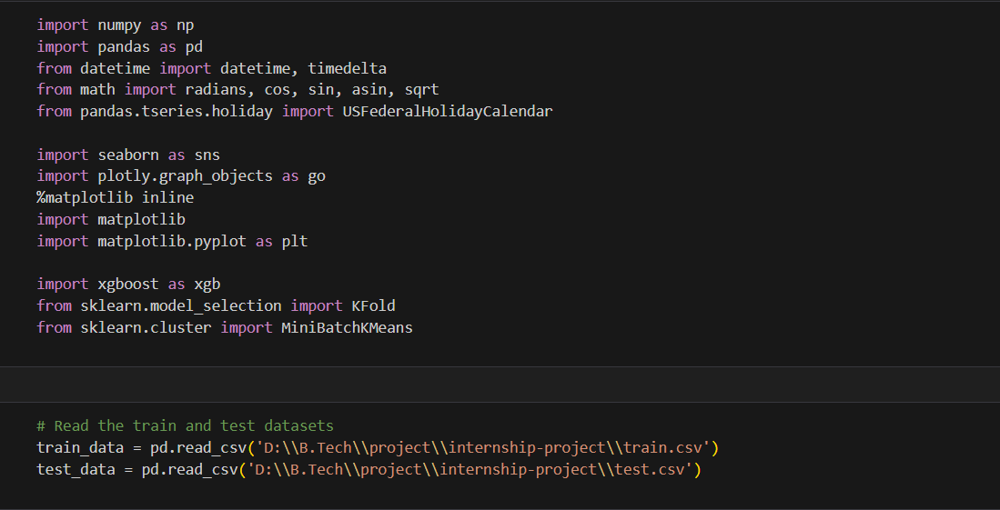 import numpy as np
import pandas as pd
from datetime import datetime, timedelta
from math import radians, cos, sin, asin, sqrt
from pandas.tseries.holiday import USFederalHolidayCalendar
import seaborn as sns
import plotly.graph_objects as go
%matplotlib inline
import matplotlib
import matplotlib.pyplot as plt
import xgboost as xgb
from sklearn.model_selection import KFold
from sklearn.cluster import MiniBatchKMeans
# Read the train and test datasets
train_data = pd.read_csv('D:\\B.Tech\\project\\internship-project\\train.csv')
test_data = pd.read_csv('D:\\B.Tech\\project\\internship-project\\test.csv')